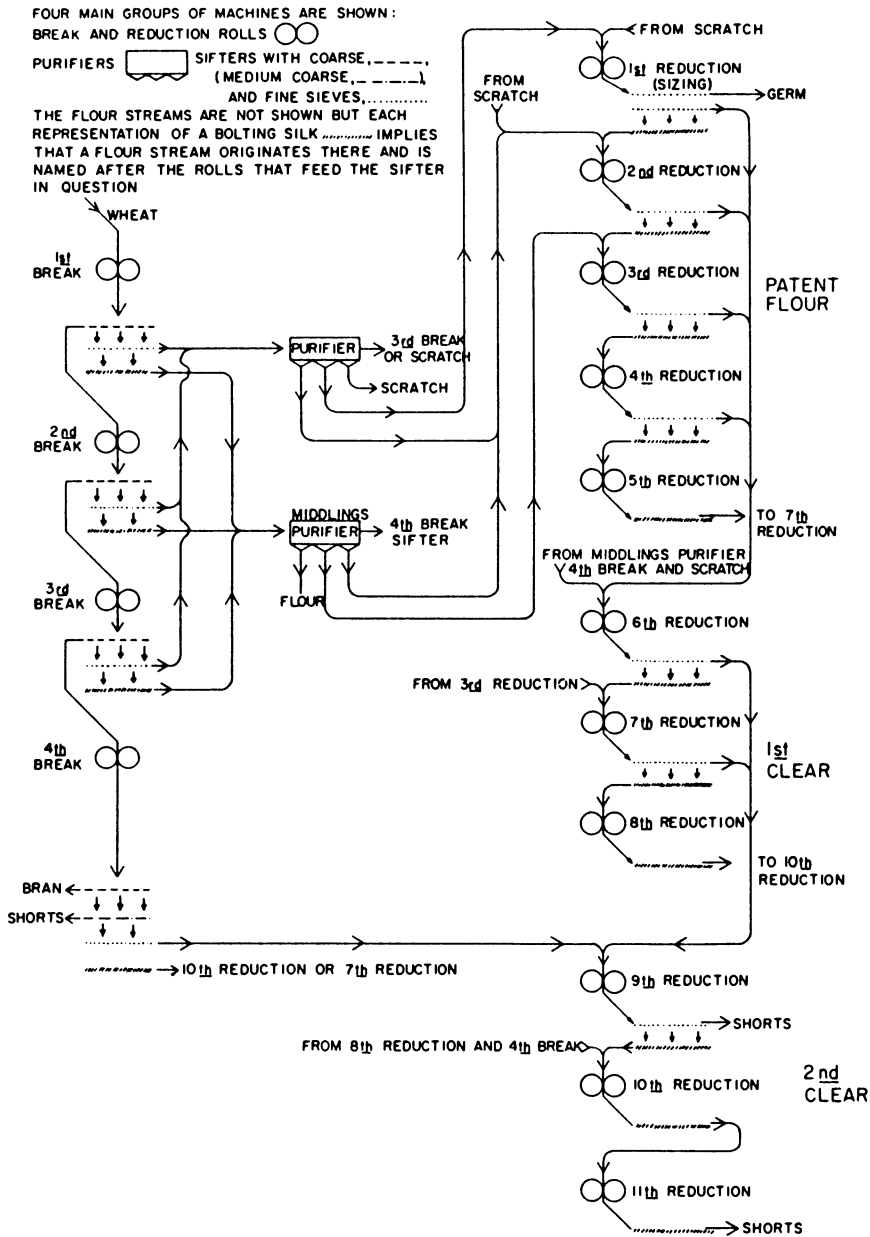 FOUR MAIN GROUPS OF MACHINES ARE SHOWN:
BREAK AND REDUCTION ROLLS
PURIFIERS
SIFTERS WITH COARSE,
(MEDIUM COARSE, ),
AND FINE SIEVES,
THE FLOUR STREAMS ARE NOT SHOWN BUT EACH
REPRESENTATION OF A BOLTING SILK IMPLIES
THAT A FLOUR STREAM ORIGINATES THERE AND IS
NAMED AFTER THE ROLLS THAT FEED THE SIFTER
IN QUESTION
WHEAT
1st
BREAK
2nd
BREAK
3rd
BREAK
4th
BREAK
BRAN
SHORTS
10th REDUCTION OR 7th REDUCTION
PURIFIER
3rd BREAK
OR SCRATCH
SCRATCH
MIDDLINGS
PURIFIER
4th BREAK
SIFTER
FLOUR
FROM
SCRATCH
FROM SCRATCH
1st REDUCTION
(SIZING)
GERM
2nd REDUCTION
3rd REDUCTION
PATENT
FLOUR
4th REDUCTION
5th REDUCTION
TO 7th
REDUCTION
FROM MIDDLINGS PURIFIER
4th BREAK AND SCRATCH
6th REDUCTION
FROM 3rd REDUCTION
7th REDUCTION
1st
CLEAR
8th REDUCTION
TO 10th
REDUCTION
9th REDUCTION
SHORTS
FROM 8th REDUCTION AND 4th BREAK
10th REDUCTION
2nd
CLEAR
11th REDUCTION
SHORTS